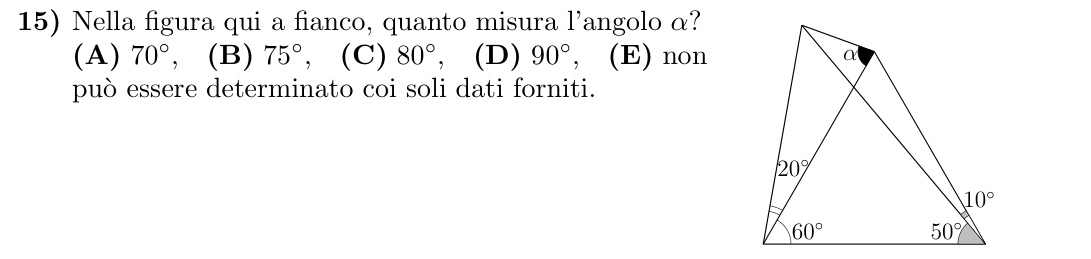 15) Nella figura qui a fianco, quanto misura l'angolo α?
(A) 70°, (B) 75°, (C) 80°, (D) 90°, (E) non
può essere determinato coi soli dati forniti.
α
20°
10°
60°
50°